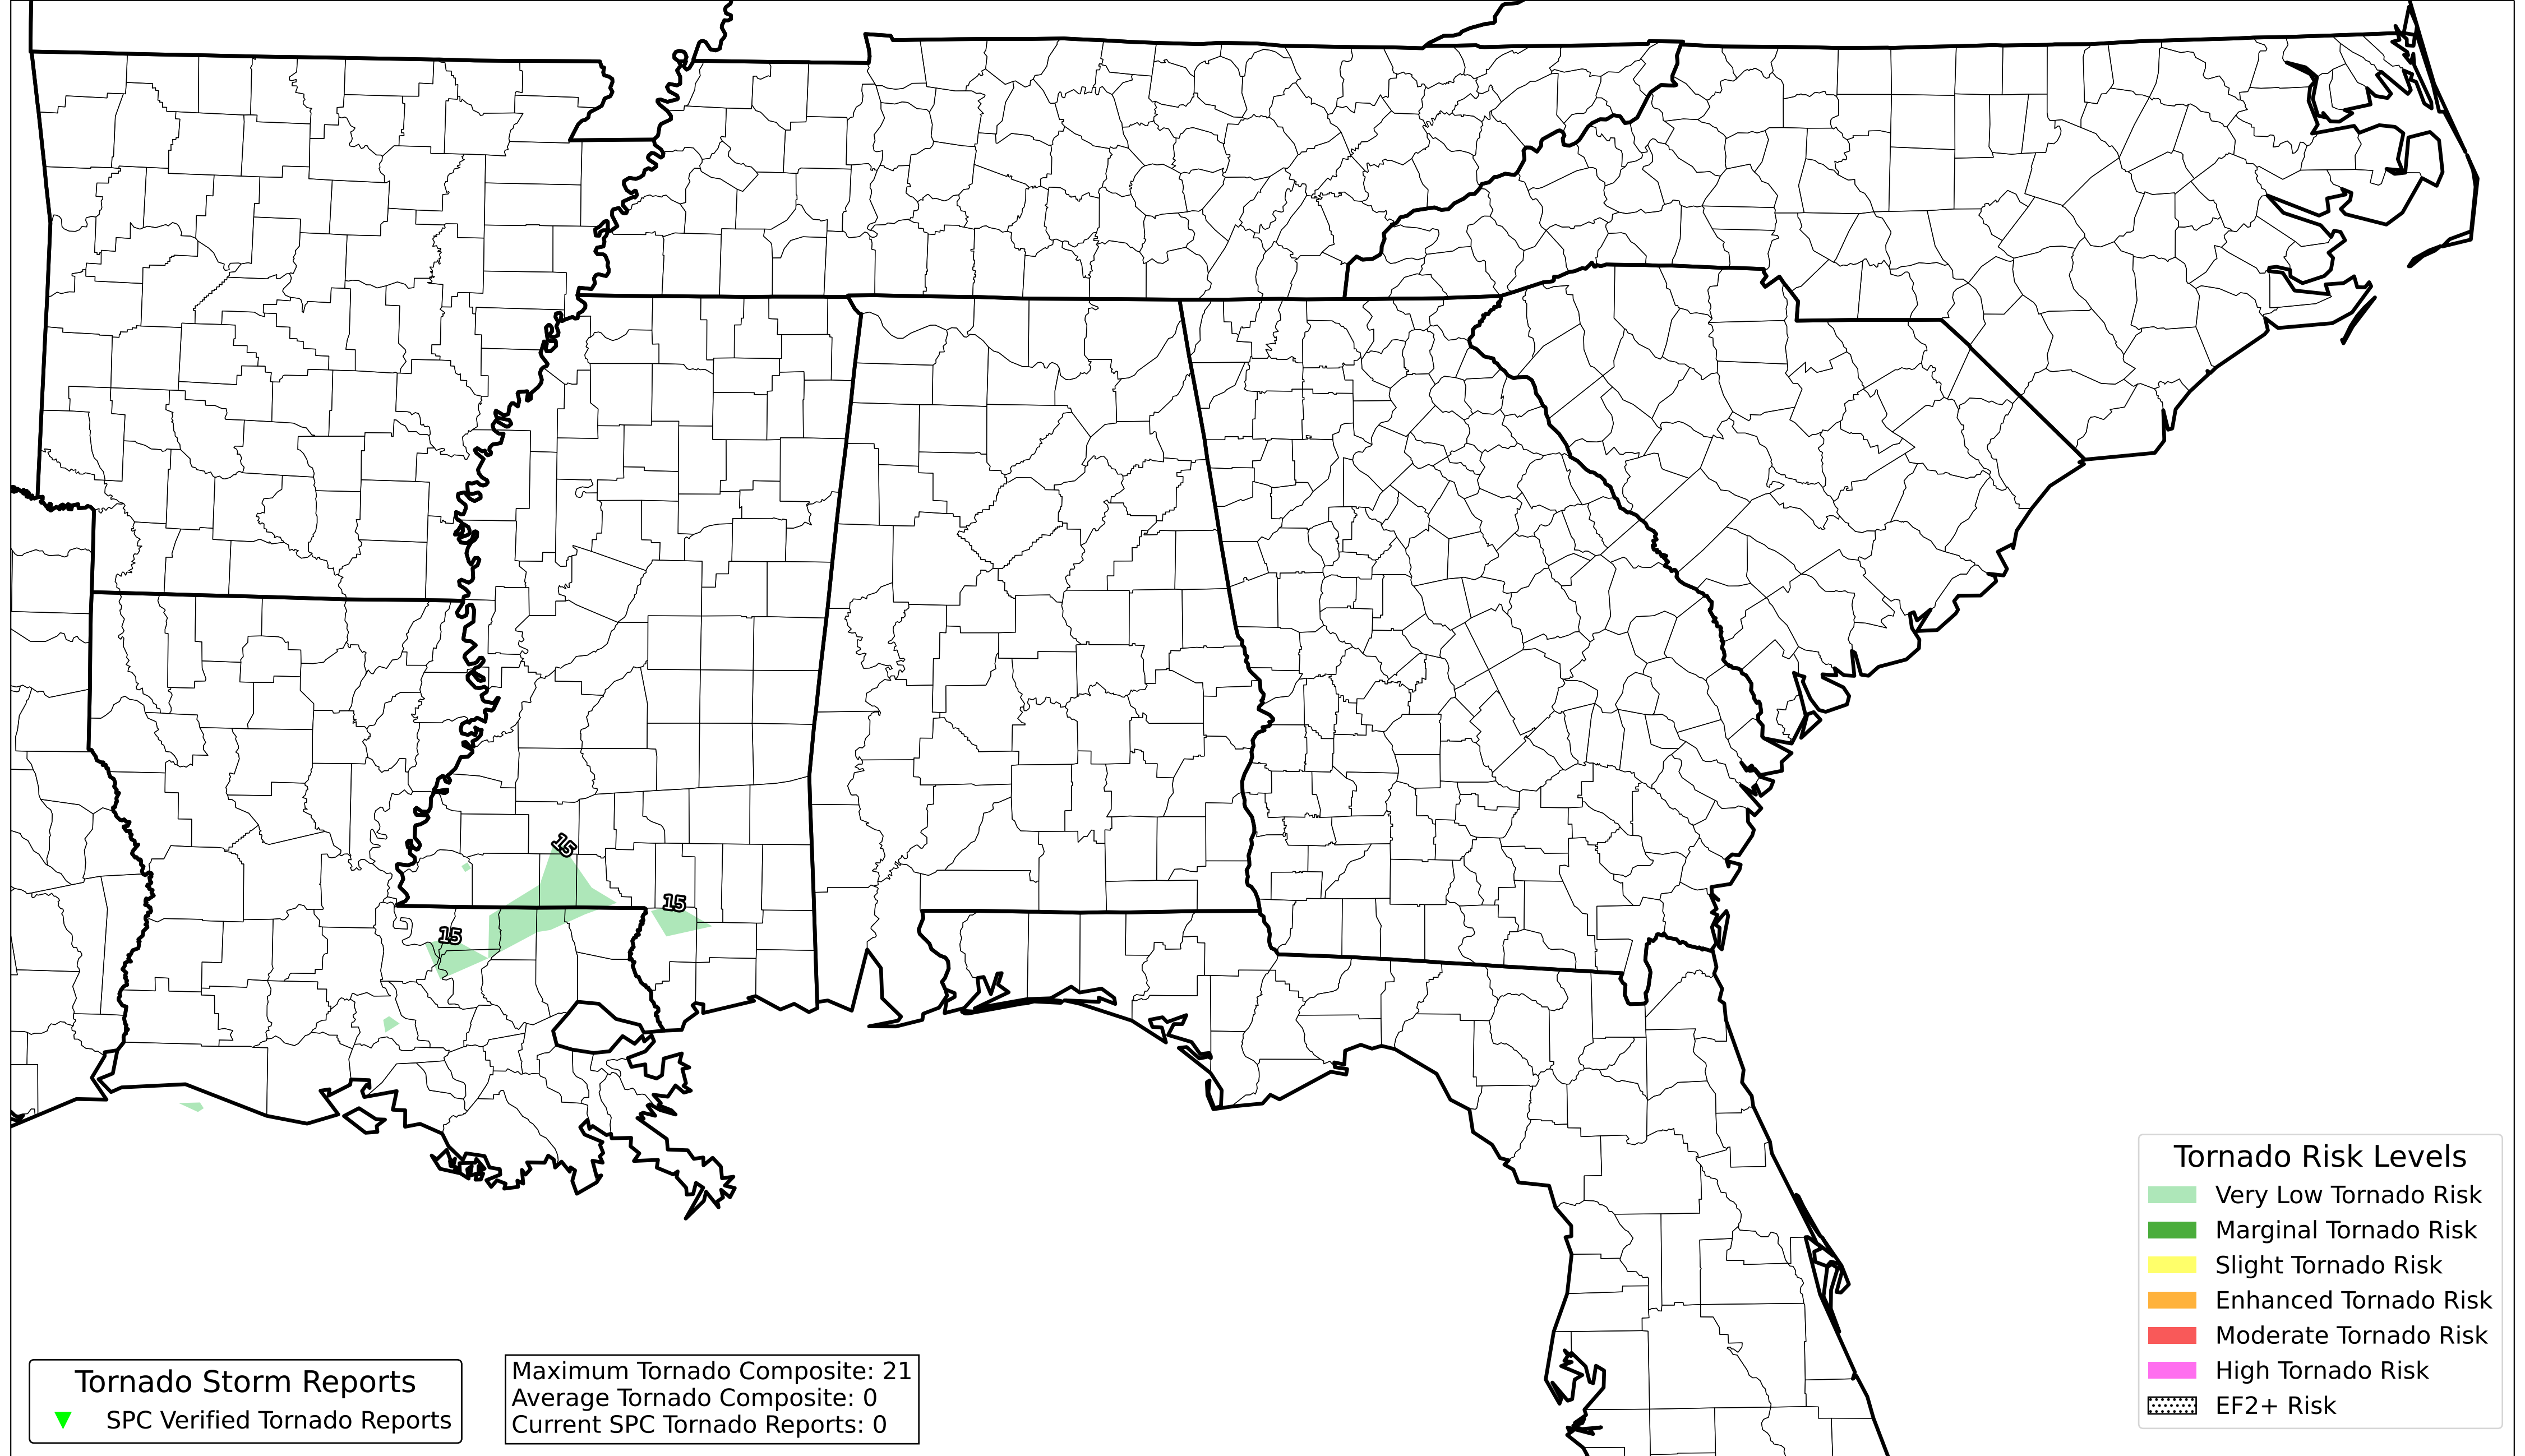 15
15
15
Tornado Risk Levels
Very Low Tornado Risk
Marginal Tornado Risk
Slight Tornado Risk
Enhanced Tornado Risk
Moderate Tornado Risk
High Tornado Risk
EF2+ Risk
Tornado Storm Reports
SPC Verified Tornado Reports
Maximum Tornado Composite: 21
Average Tornado Composite: 0
Current SPC Tornado Reports: 0